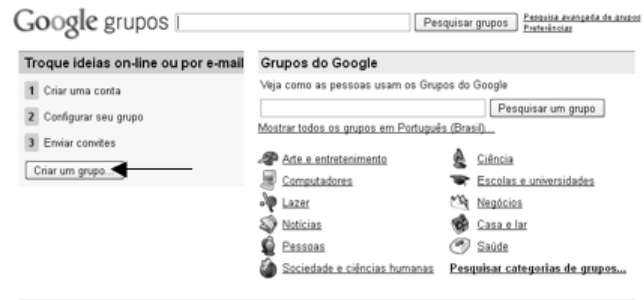 Google grupos Pesquisar grupos Pesquisa avançada de grupos
Preferências
Troque ideias on-line ou por e-mail
1 Criar uma conta
2 Configurar seu grupo
3 Enviar convites
Criar um grupo...
Grupos do Google
Veja como as pessoas usam os Grupos do Google
Pesquisar um grupo
Mostrar todos os grupos em Português (Brasil)...
Arte e entretenimento Ciência
Computadores Escolas e universidades
Lazer Negócios
Notícias Casa e lar
Pessoas Saúde
Sociedade e ciências humanas Pesquisar categorias de grupos...